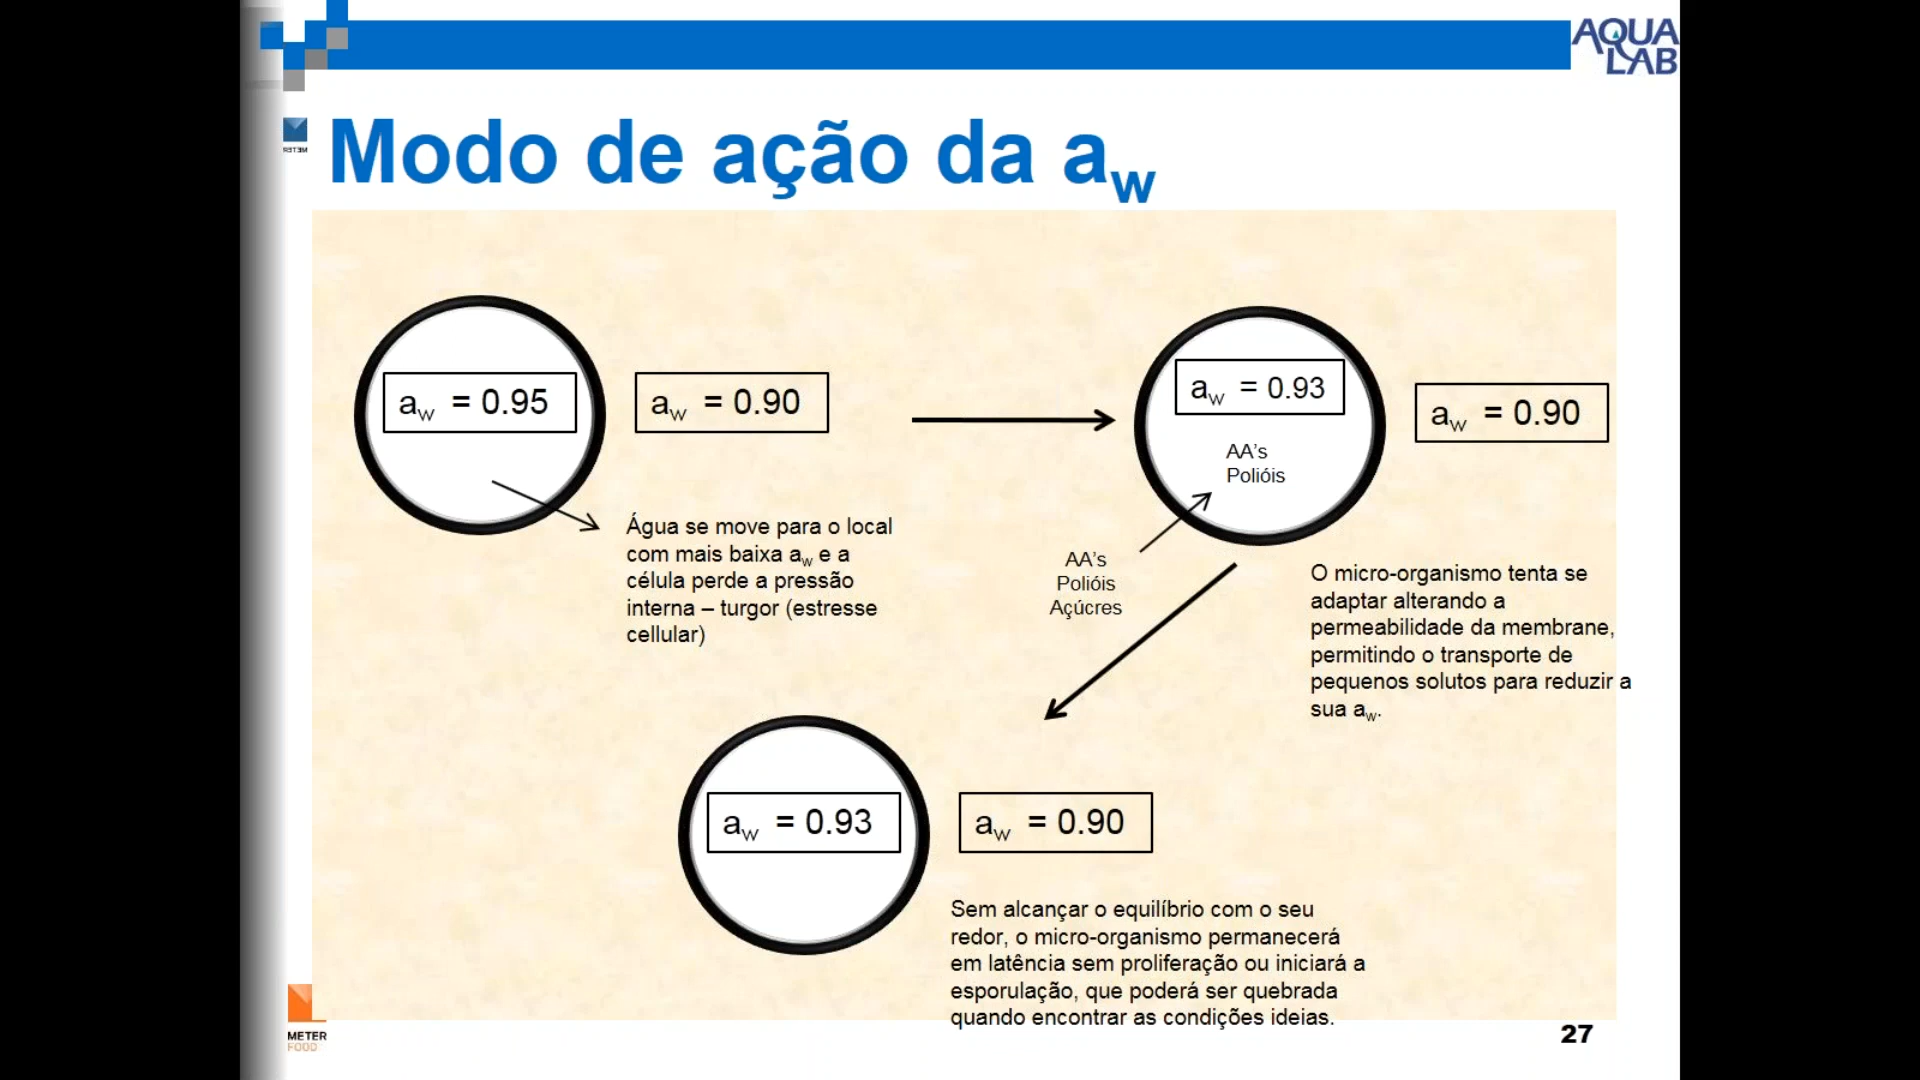 AQUA
LAB
METER
Modo de ação da aw
aw = 0.95
aw = 0.90
aw = 0.93
AA's
Polióis
aw = 0.90
Água se move para o local
com mais baixa aw e a
célula perde a pressão
interna – turgor (estresse
cellular)
AA's
Polióis
Açúcres
O micro-organismo tenta se
adaptar alterando a
permeabilidade da membrane,
permitindo o transporte de
pequenos solutos para reduzir a
sua aw.
aw = 0.93
aw = 0.90
Sem alcançar o equilíbrio com o seu
redor, o micro-organismo permanecerá
em latência sem proliferação ou iniciará a
esporulação, que poderá ser quebrada
quando encontrar as condições ideias.
METER
FOOD
27